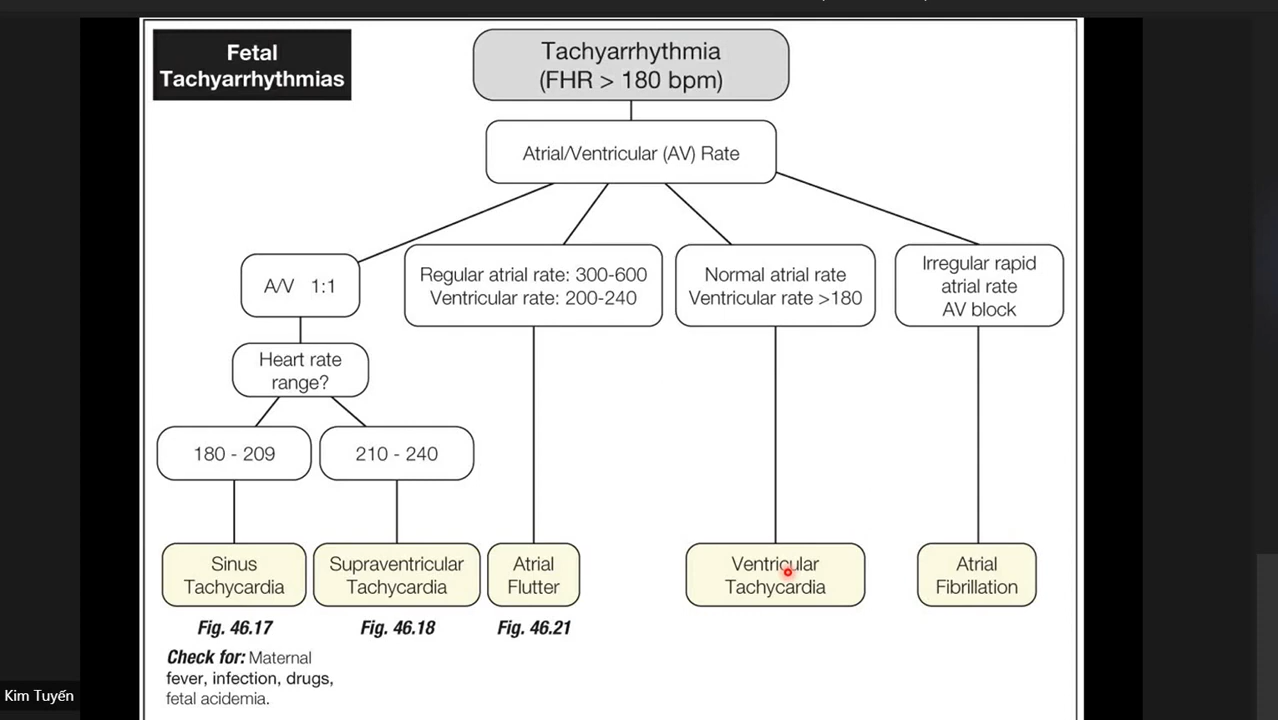 Fetal
Tachyarrhythmias
Tachyarrhythmia
(FHR > 180 bpm)
Atrial/Ventricular (AV) Rate
A/V 1:1
Regular atrial rate: 300-600
Ventricular rate: 200-240
Normal atrial rate
Ventricular rate >180
Irregular rapid
atrial rate
AV block
Heart rate
range?
180 - 209
210 - 240
Sinus
Tachycardia
Supraventricular
Tachycardia
Atrial
Flutter
Ventricular
Tachycardia
Atrial
Fibrillation
Fig. 46.17
Fig. 46.18
Fig. 46.21
Check for: Maternal
fever, infection, drugs,
fetal acidemia.
Kim Tuyến